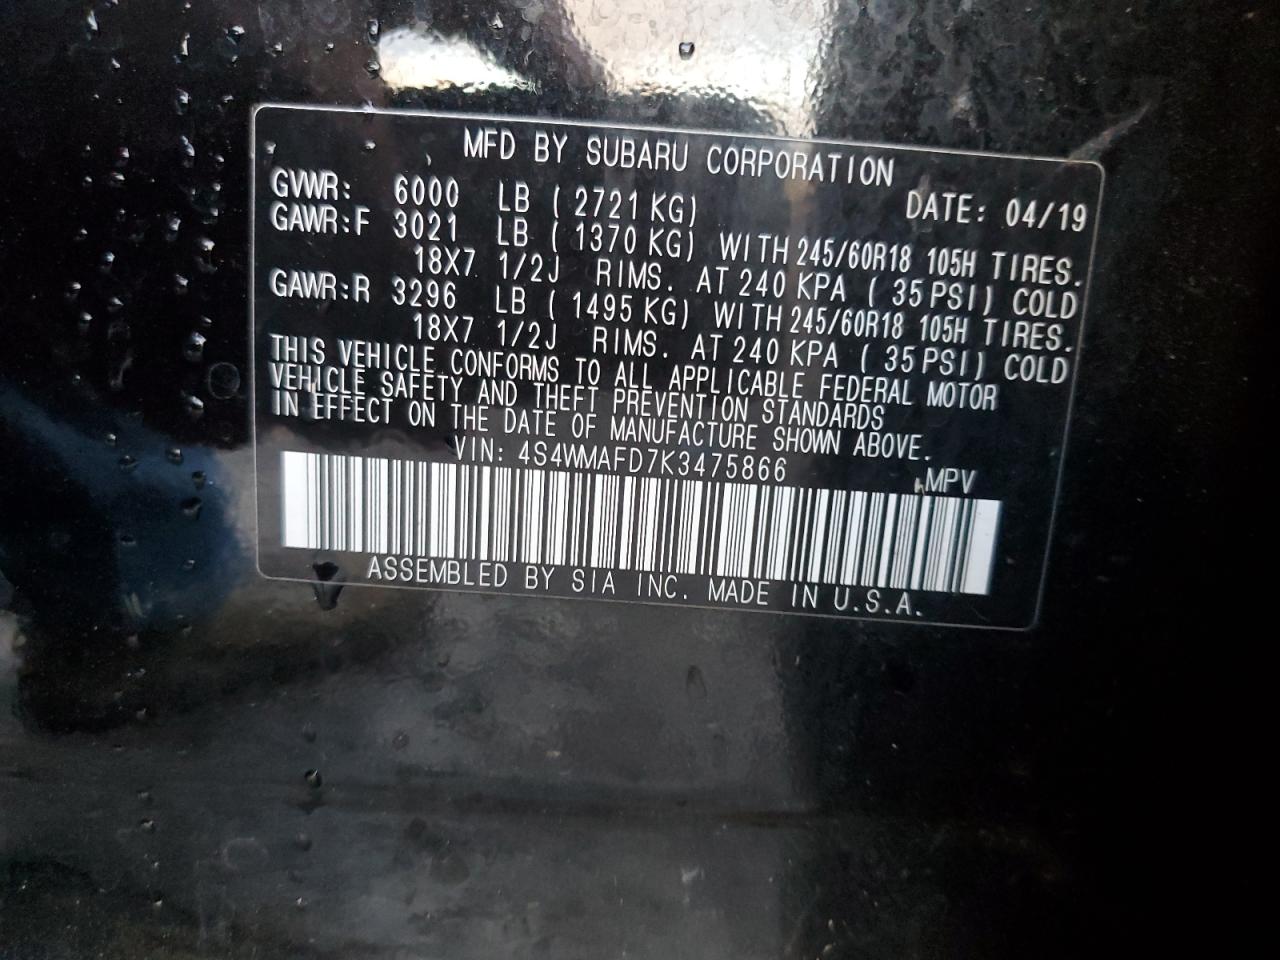 MFD BY SUBARU CORPORATION
DATE: 04/19
GVWR: 6000 LB ( 2721 KG)
GAWR:F 3021 LB ( 1370 KG) WITH 245/60R18 105H TIRES.
18X7 1/2J RIMS. AT 240 KPA ( 35 PSI) COLD
GAWR:R 3296 LB ( 1495 KG) WITH 245/60R18 105H TIRES.
18X7 1/2J RIMS. AT 240 KPA ( 35 PSI) COLD
THIS VEHICLE CONFORMS TO ALL APPLICABLE FEDERAL MOTOR
VEHICLE SAFETY AND THEFT PREVENTION STANDARDS
IN EFFECT ON THE DATE OF MANUFACTURE SHOWN ABOVE.
VIN: 4S4WMAFD7K3475866 MPV
ASSEMBLED BY SIA INC. MADE IN U.S.A.